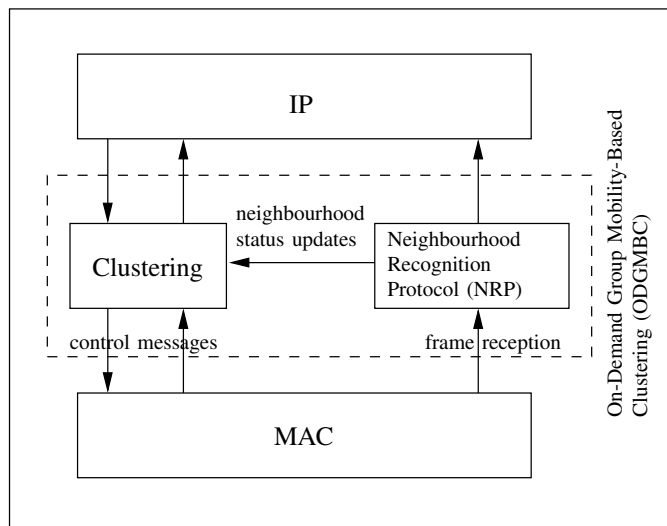 IP
neighbourhood
status updates
Clustering
Neighbourhood
Recognition
Protocol (NRP)
control messages
frame reception
MAC
On-Demand Group Mobility-Based
Clustering (ODGMBC)